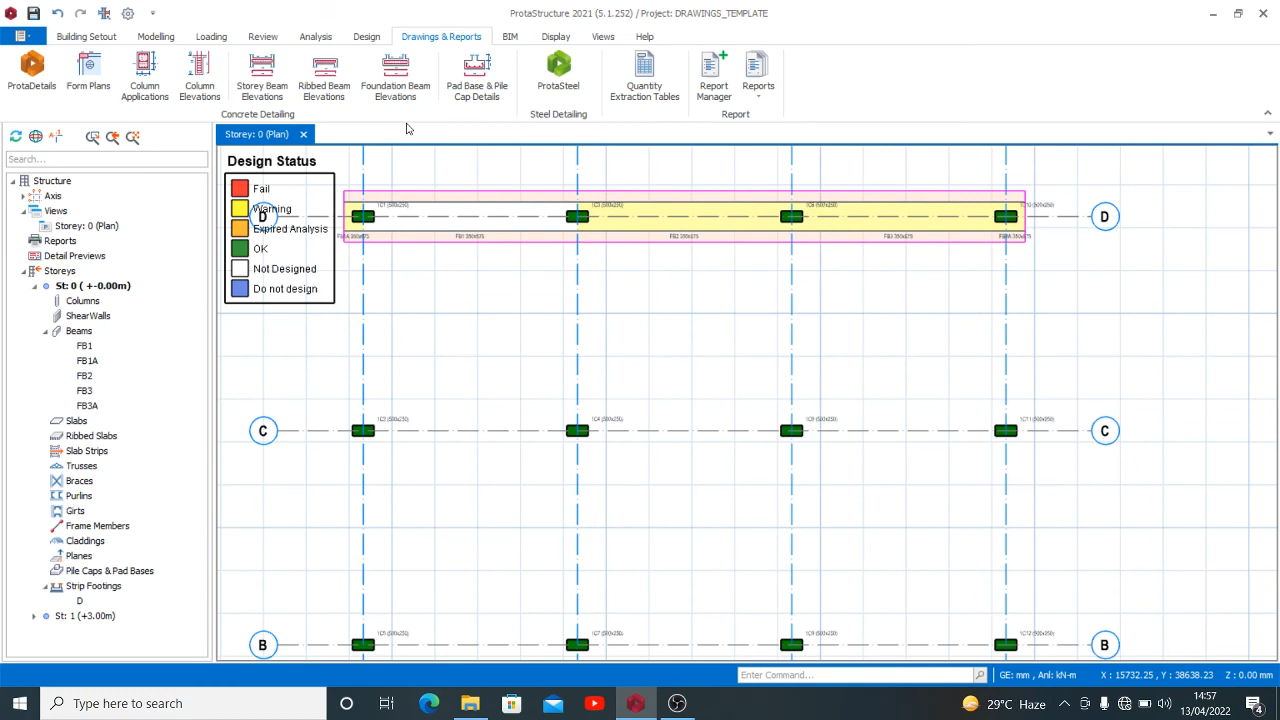 ProtaStructure 2021 (5.1.252) / Project: DRAWINGS_TEMPLATE
Building Setout Modelling Loading Review Analysis Design Drawings & Reports BIM Display Views Help
ProtaDetails
Form Plans
Column
Applications
Column
Elevations
Storey Beam
Elevations
Ribbed Beam
Elevations
Foundation Beam
Elevations
Pad Base & Pile
Cap Details
ProtaSteel
Quantity
Extraction Tables
Report
Manager
Reports
Concrete Detailing
Steel Detailing
Report
Storey: 0 (Plan)
Search...
Structure
Axis
Views
Storey: 0 (Plan)
Reports
Detail Previews
Storeys
St: 0 ( +-0.00m)
Columns
ShearWalls
Beams
FB1
FB1A
FB2
FB3
FB3A
Slabs
Ribbed Slabs
Slab Strips
Trusses
Braces
Purlins
Girts
Frame Members
Claddings
Planes
Pile Caps & Pad Bases
Strip Footings
D
St: 1 (+3.00m)
Design Status
Fail
Warning
Expired Analysis
OK
Not Designed
Do not design
D
D
FB1 350x675
FB2 350x675
FB3 350x675
C
C
B
B
Enter Command...
GE: mm , Anl: kN-m
X : 15732.25 , Y : 38638.23
Z : 0.00 mm
Type here to search
29°C Haze
14:57
13/04/2022
4